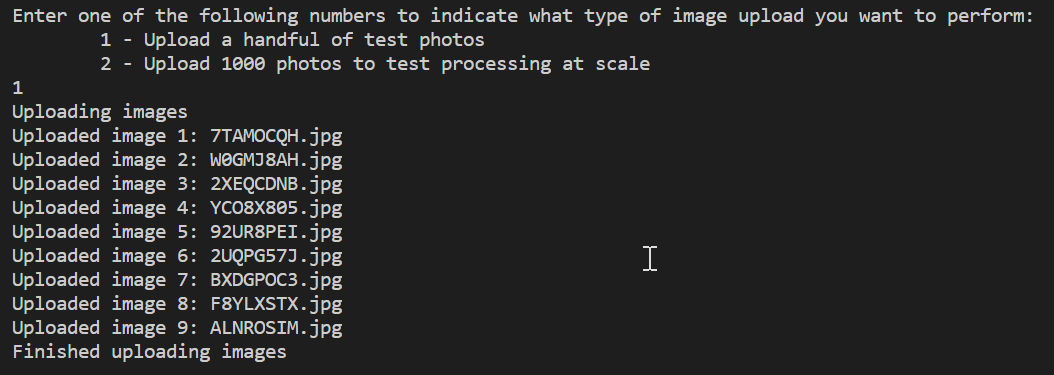 Enter one of the following numbers to indicate what type of image upload you want to perform:
1 - Upload a handful of test photos
2 - Upload 1000 photos to test processing at scale
1
Uploading images
Uploaded image 1: 7TAMOCQH.jpg
Uploaded image 2: W0GMJ8AH.jpg
Uploaded image 3: 2XEQCDNB.jpg
Uploaded image 4: YCO8X805.jpg
Uploaded image 5: 92UR8PEI.jpg
Uploaded image 6: 2UQPG57J.jpg
Uploaded image 7: BXDGPOC3.jpg
Uploaded image 8: F8YLXSTX.jpg
Uploaded image 9: ALNROSIM.jpg
Finished uploading images